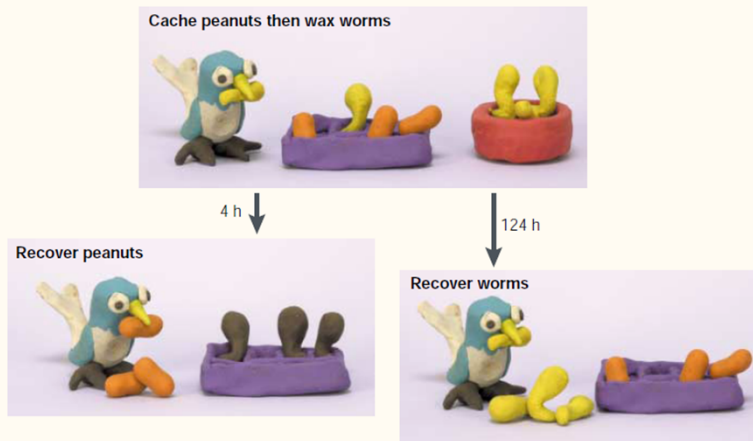 Cache peanuts then wax worms
4 h
124 h
Recover peanuts
Recover worms